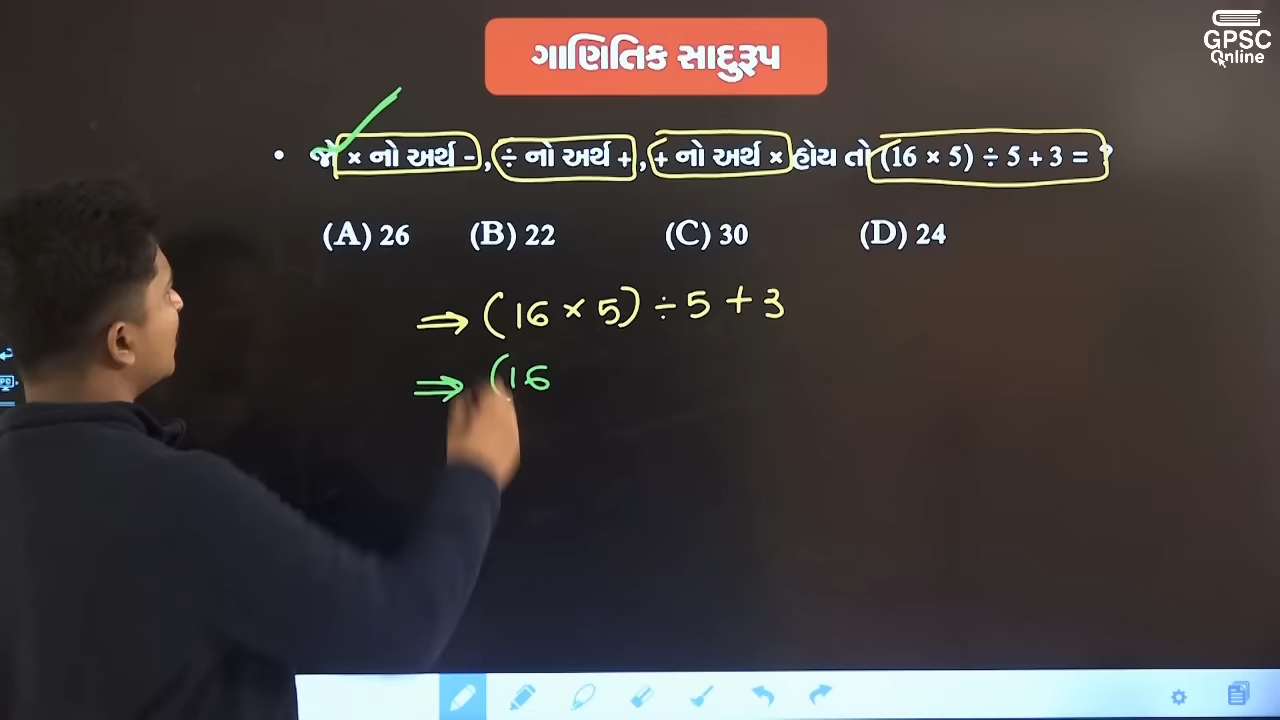 GPSC
Online
ગાણિતિક સાદુરૂપ
• જો × નો અર્થ -, ÷ નો અર્થ +, + નો અર્થ × હોય તો (16 × 5) ÷ 5 + 3 = ?
(A) 26 (B) 22 (C) 30 (D) 24
⇒ (16 × 5) ÷ 5 + 3
⇒ (16